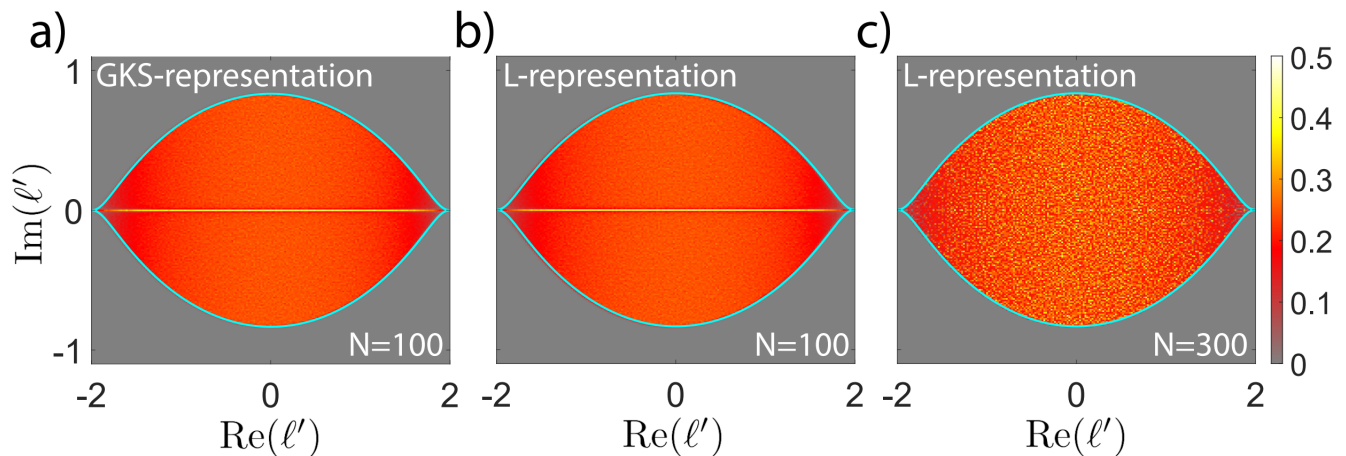 a)
GKS-representation
N=100
1
0
-1
-2
0
2
Im(ℓ′)
Re(ℓ′)
b)
L-representation
N=100
-2
0
2
Re(ℓ′)
c)
L-representation
N=300
-2
0
2
Re(ℓ′)
0.5
0.4
0.3
0.2
0.1
0